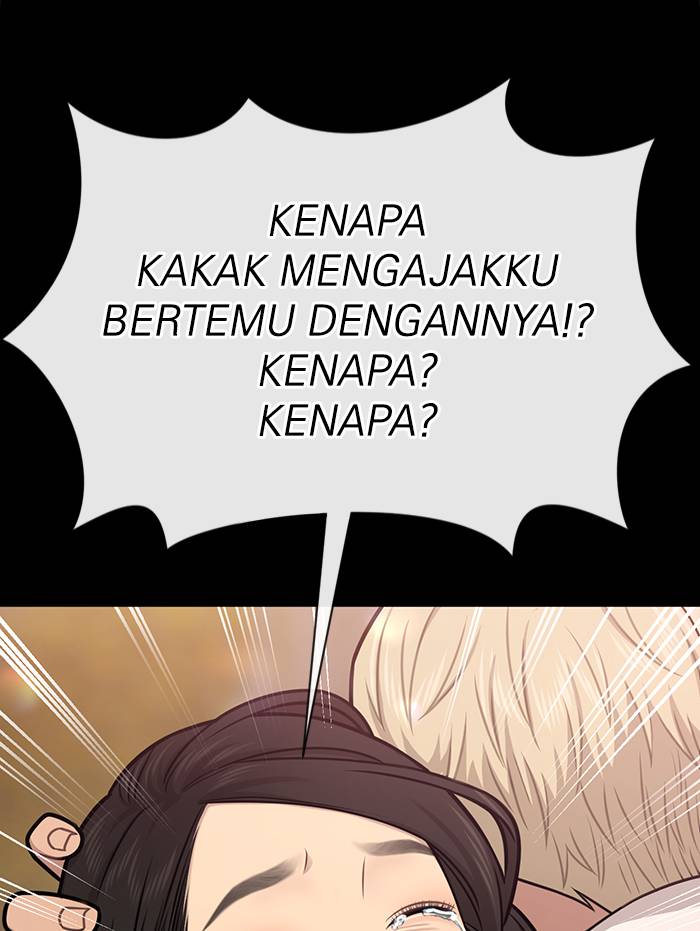 KENAPA
KAKAK MENGAJAKKU
BERTEMU DENGANNYA!?
KENAPA?
KENAPA?